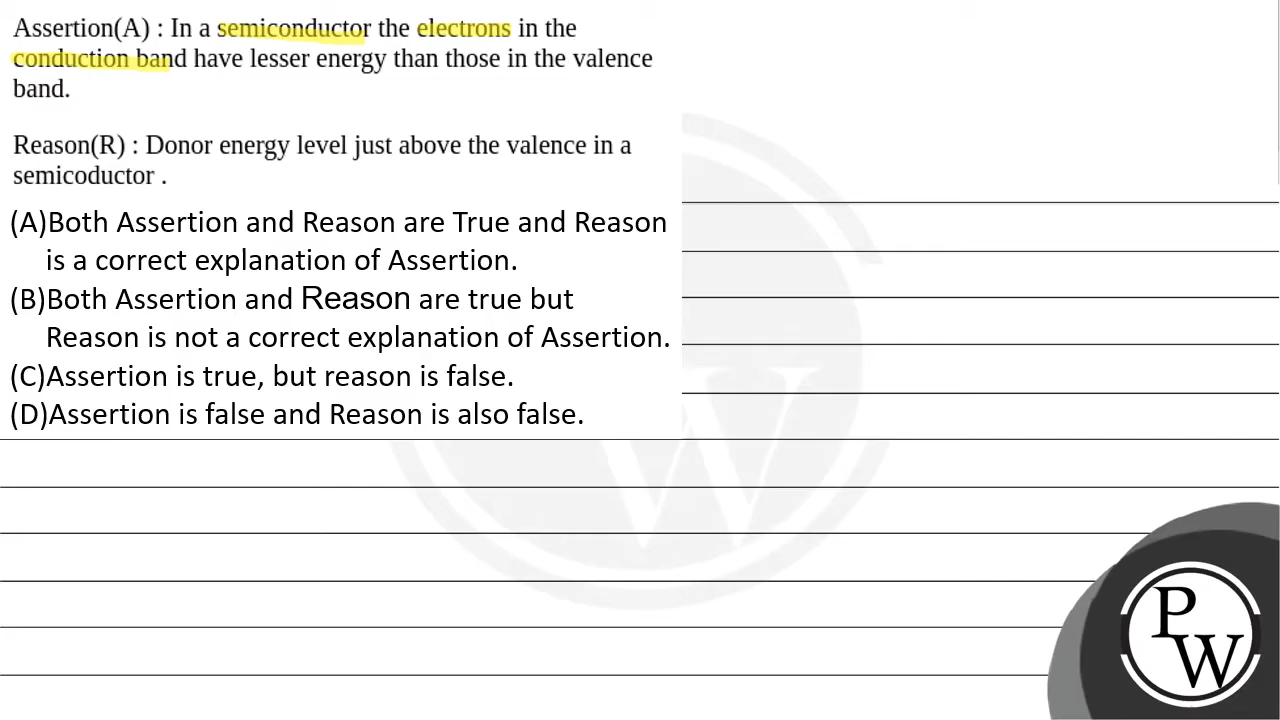 Assertion(A) : In a semiconductor the electrons in the
conduction band have lesser energy than those in the valence
band.
Reason(R) : Donor energy level just above the valence in a
semicoductor .
(A)Both Assertion and Reason are True and Reason
is a correct explanation of Assertion.
(B)Both Assertion and Reason are true but
Reason is not a correct explanation of Assertion.
(C)Assertion is true, but reason is false.
(D)Assertion is false and Reason is also false.
W
P
W